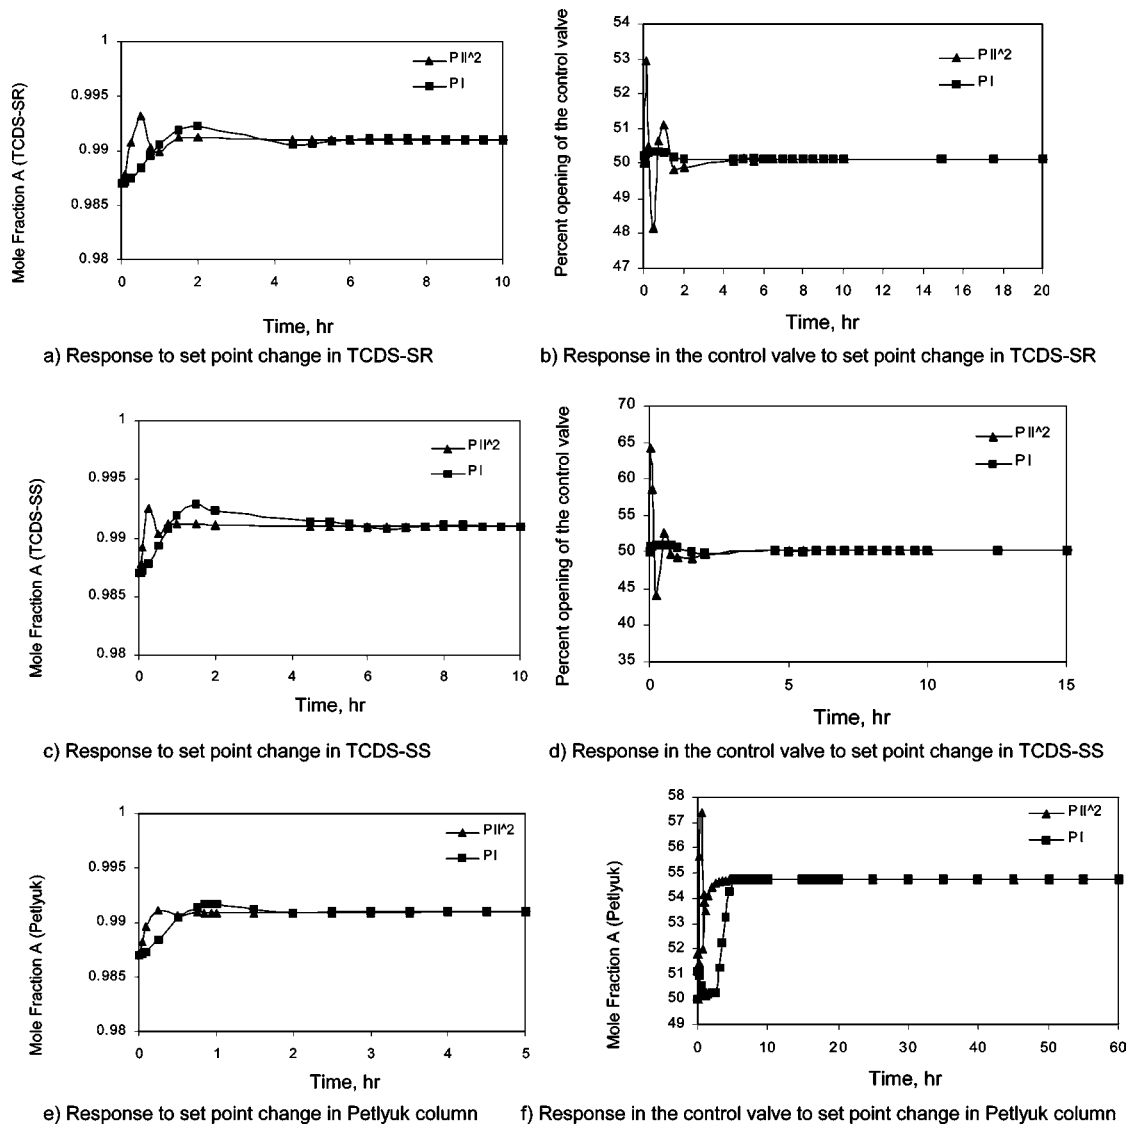 1
0.995
0.99
0.985
0.98
0
2
4
6
8
10
Mole Fraction A (TCDS-SR)
PII^2
PI
Time, hr
a) Response to set point change in TCDS-SR
54
53
52
51
50
49
48
47
0
2
4
6
8
10
12
14
16
18
20
Percent opening of the control valve
PII^2
PI
Time, hr
b) Response in the control valve to set point change in TCDS-SR
1
0.995
0.99
0.985
0.98
0
2
4
6
8
10
Mole Fraction A (TCDS-SS)
PII^2
PI
Time, hr
c) Response to set point change in TCDS-SS
70
65
60
55
50
45
40
35
0
5
10
15
Percent opening of the control valve
PII^2
PI
Time, hr
d) Response in the control valve to set point change in TCDS-SS
1
0.995
0.99
0.985
0.98
0
1
2
3
4
5
Mole Fraction A (Petlyuk)
PII^2
PI
Time, hr
e) Response to set point change in Petlyuk column
58
57
56
55
54
53
52
51
50
49
0
10
20
30
40
50
60
Mole Fraction A (Petlyuk)
PII^2
PI
Time, hr
f) Response in the control valve to set point change in Petlyuk column